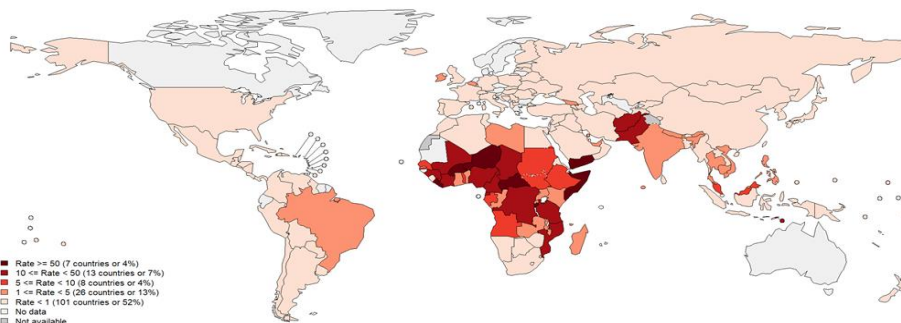 Rate >= 50 (7 countries or 4%)
10 <= Rate < 50 (13 countries or 7%)
5 <= Rate < 10 (8 countries or 4%)
1 <= Rate < 5 (26 countries or 13%)
Rate < 1 (101 countries or 52%)
No data
Not available